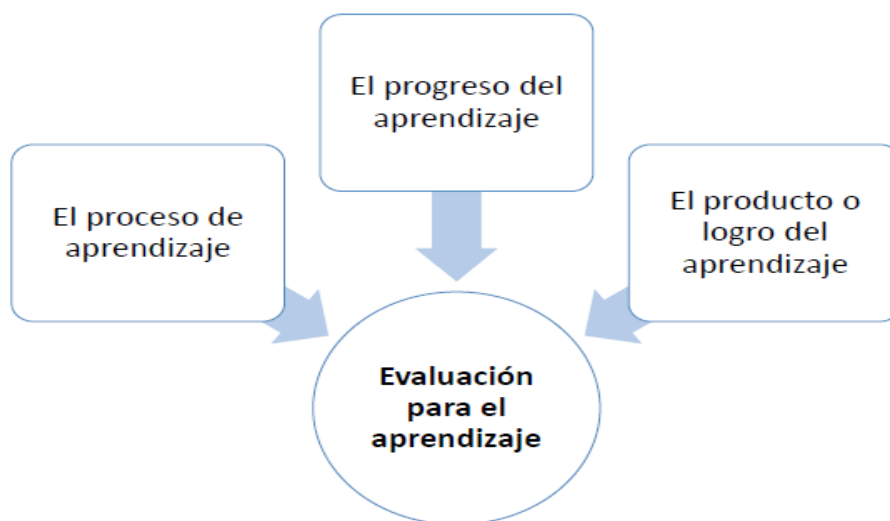 El proceso de
aprendizaje
El progreso del
aprendizaje
El producto o
logro del
aprendizaje
Evaluación
para el
aprendizaje